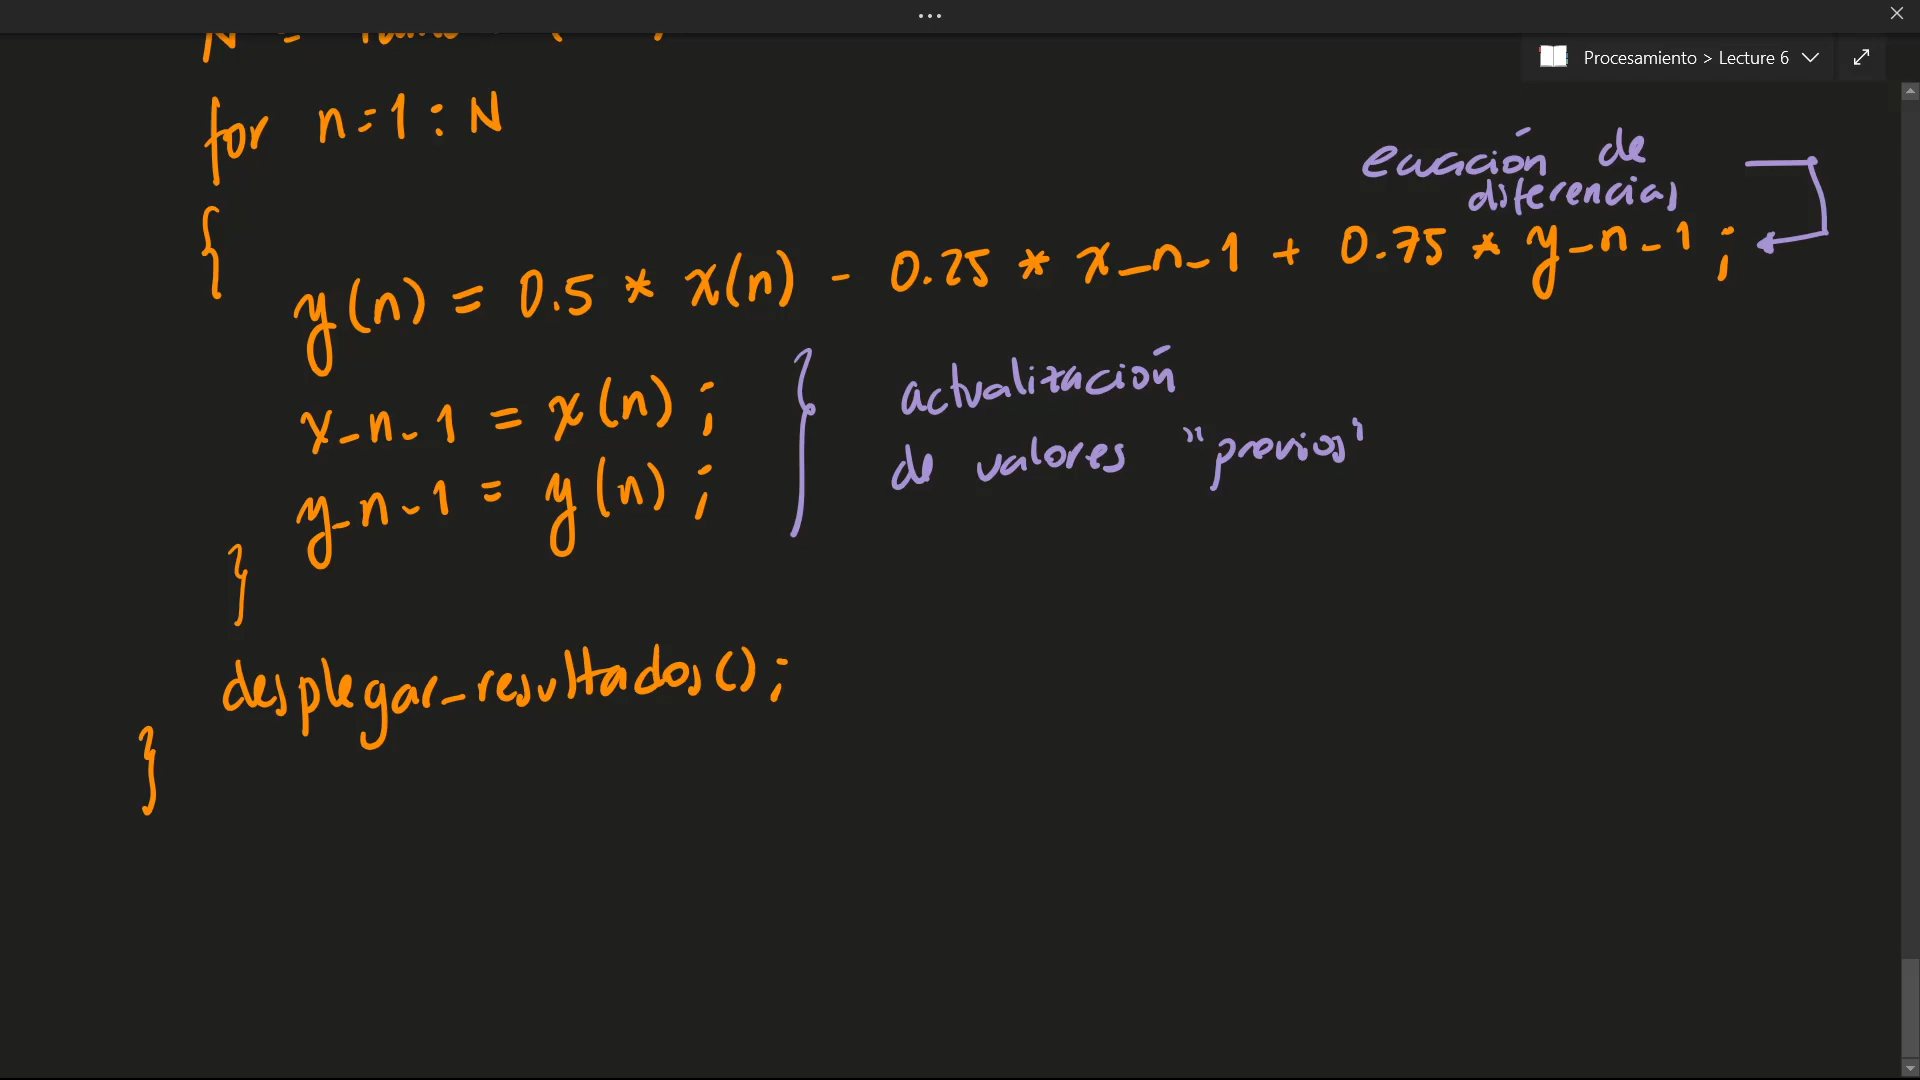 Procesamiento > Lecture 6
N =
for n=1 : N
{
ecuación de
diferencias
y(n) = 0.5 * x(n) - 0.25 * x_n_1 + 0.75 * y_n_1 ;
x_n_1 = x(n) ;
y_n_1 = y(n) ;
} actualización
de valores "previos"
}
desplegar_resultados();
}